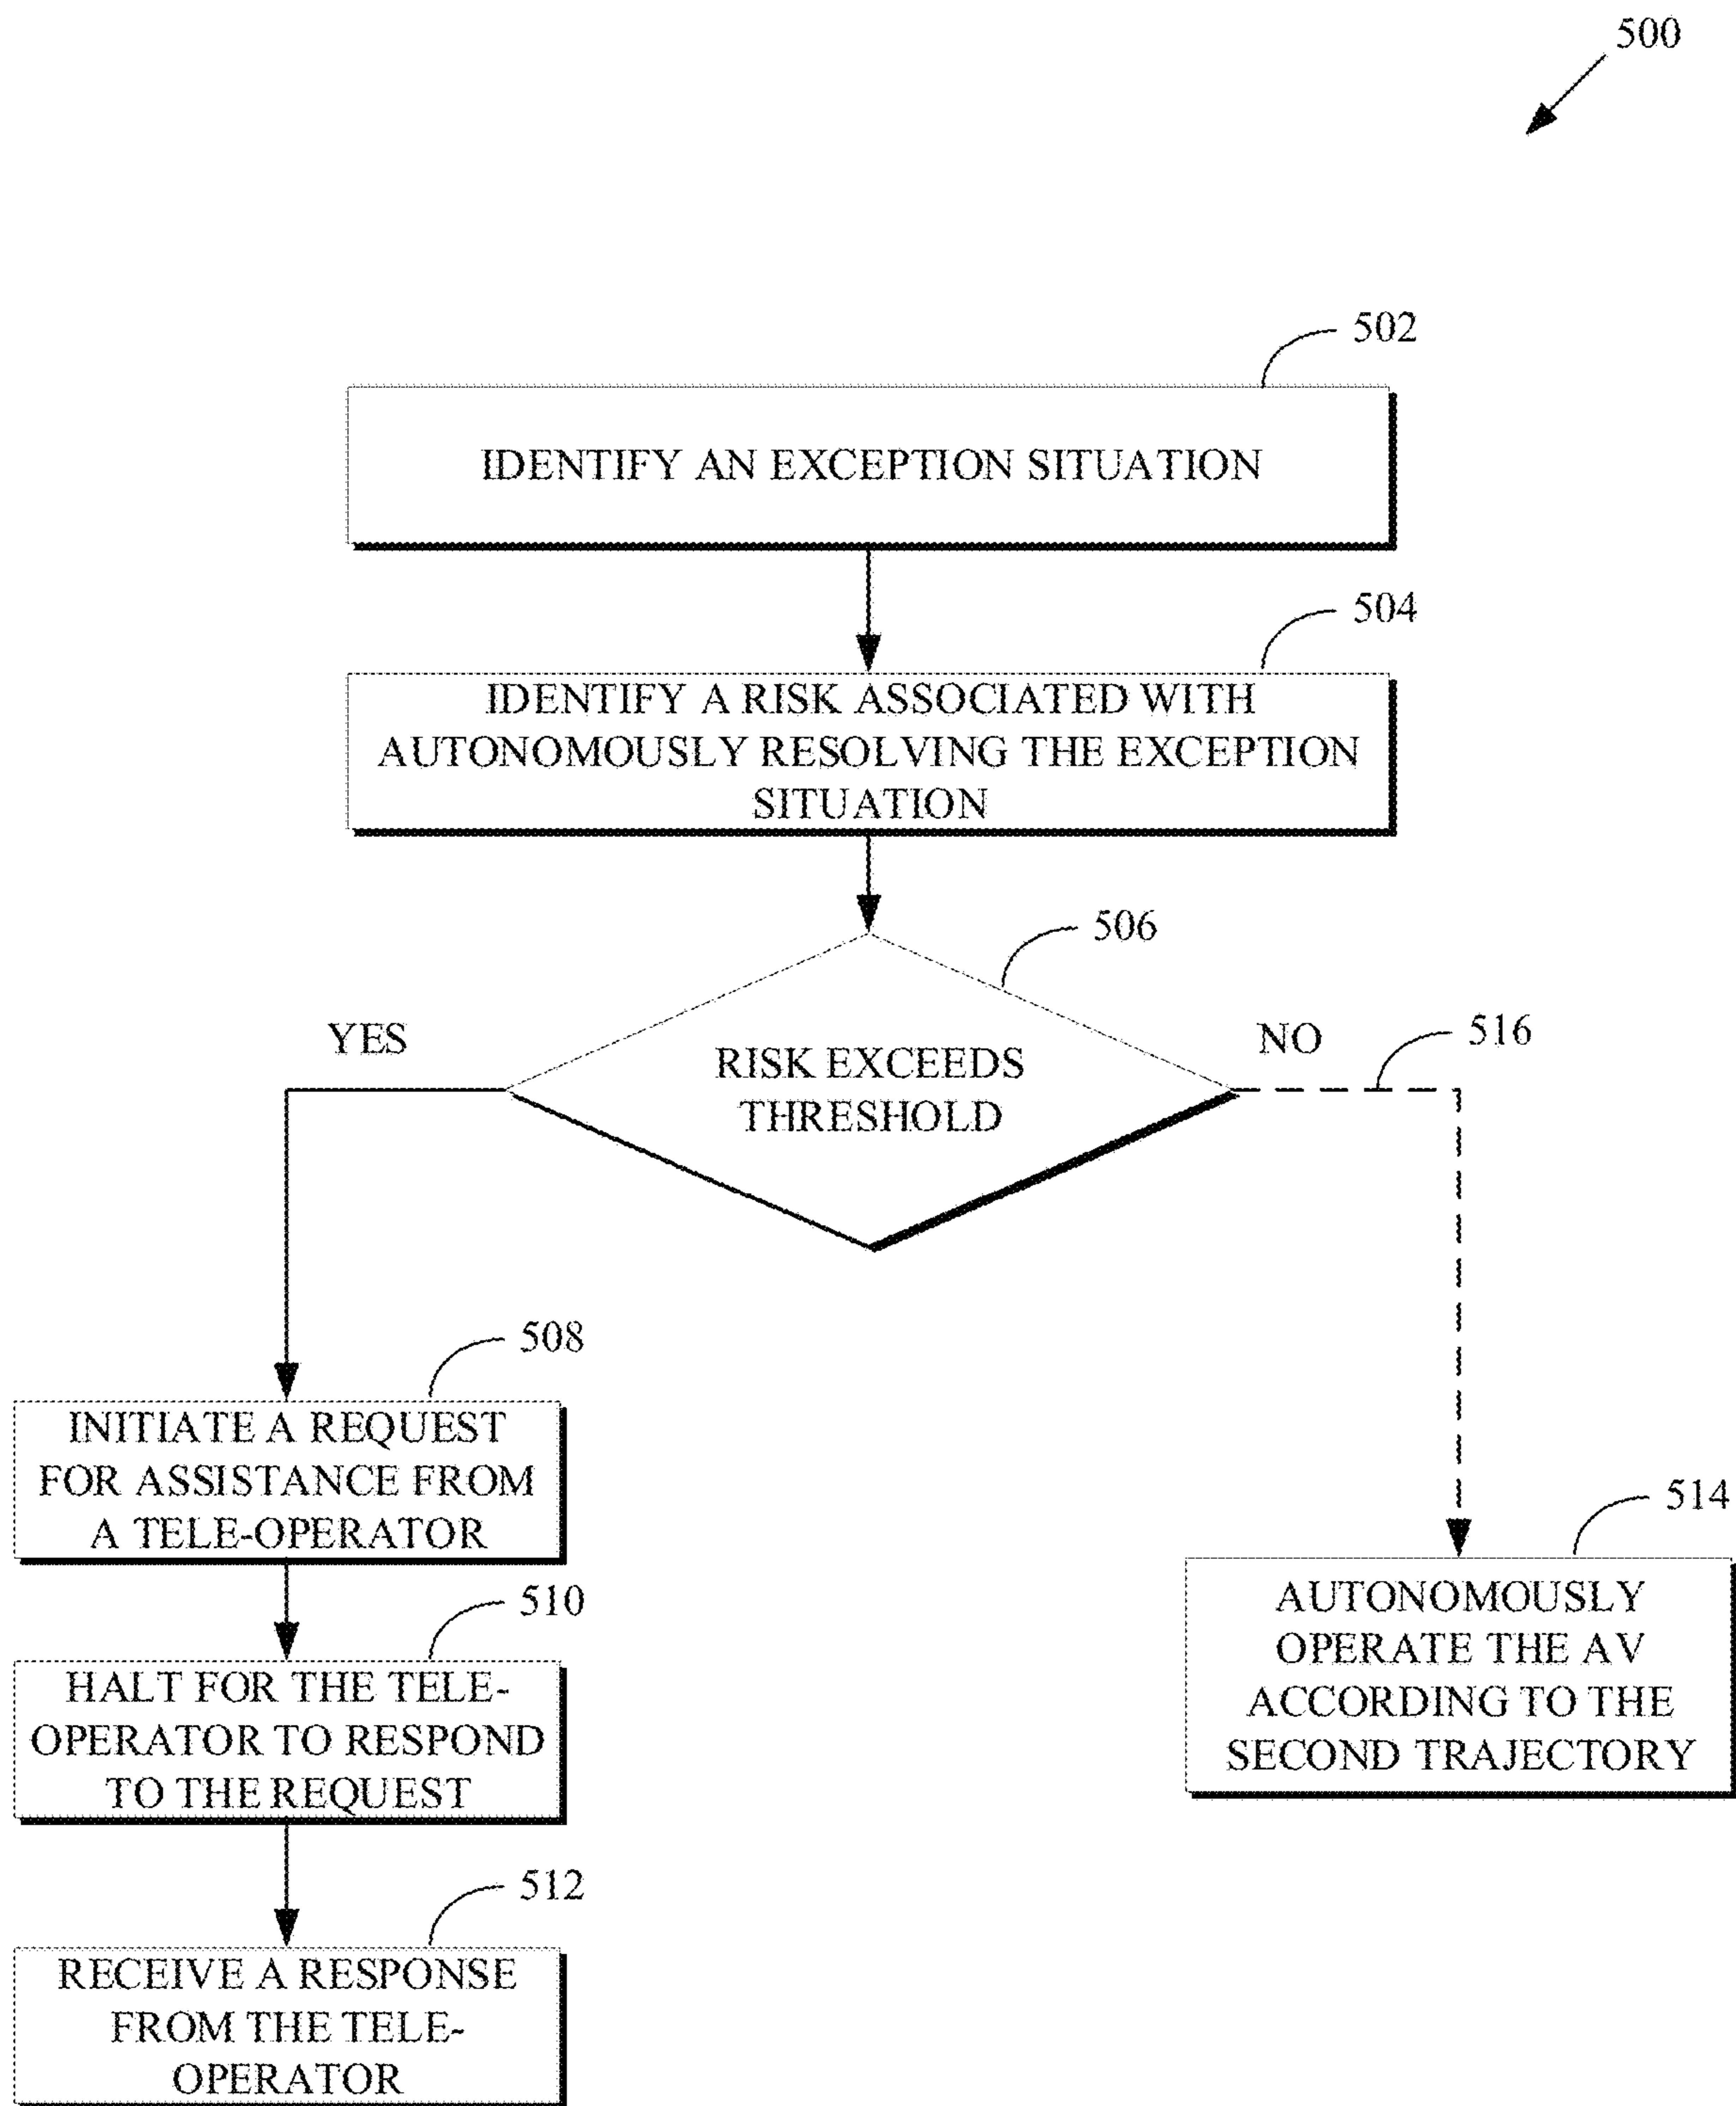 500
502
IDENTIFY AN EXCEPTION SITUATION
504
IDENTIFY A RISK ASSOCIATED WITH
AUTONOMOUSLY RESOLVING THE EXCEPTION
SITUATION
506
YES
NO
516
RISK EXCEEDS
THRESHOLD
508
INITIATE A REQUEST
FOR ASSISTANCE FROM
A TELE-OPERATOR
510
HALT FOR THE TELE-
OPERATOR TO RESPOND
TO THE REQUEST
512
RECEIVE A RESPONSE
FROM THE TELE-
OPERATOR
514
AUTONOMOUSLY
OPERATE THE AV
ACCORDING TO THE
SECOND TRAJECTORY